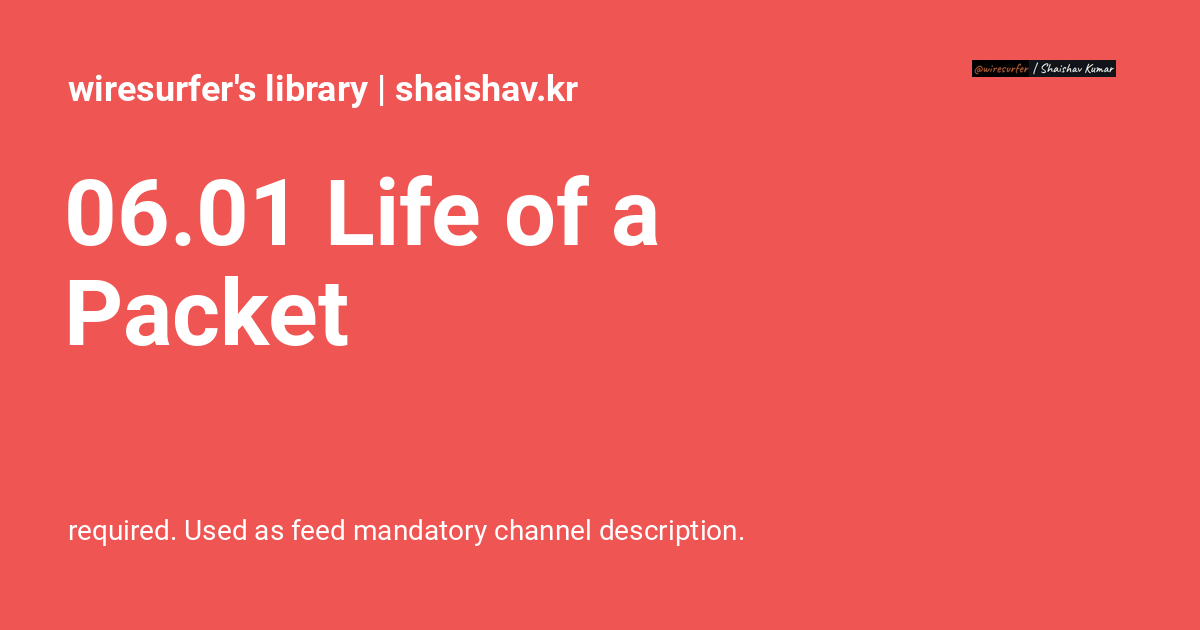 wiresurfer's library | shaishav.kr
@wiresurfer | Shaishav Kumar
06.01 Life of a
Packet
required. Used as feed mandatory channel description.